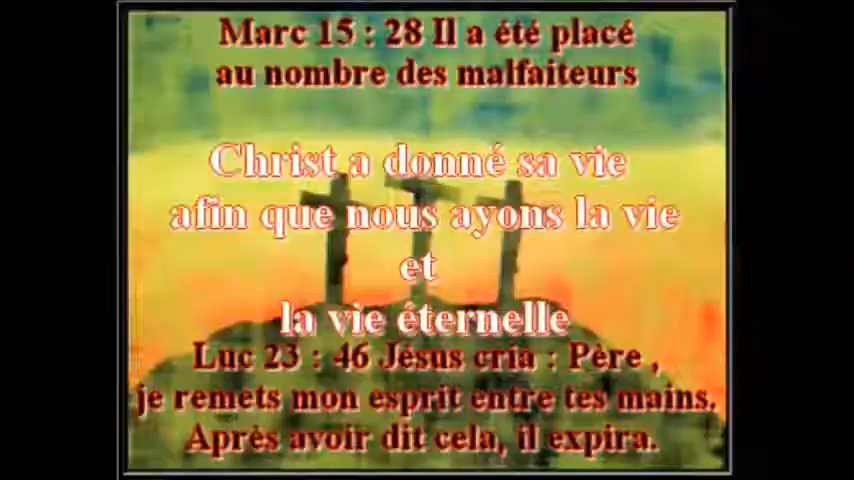 Marc 15 : 28 Il a été placé
au nombre des malfaiteurs
Christ a donné sa vie
afin que nous ayons la vie
et
la vie éternelle
Luc 23 : 46 Jésus cria : Père ,
je remets mon esprit entre tes mains.
Après avoir dit cela, il expira.